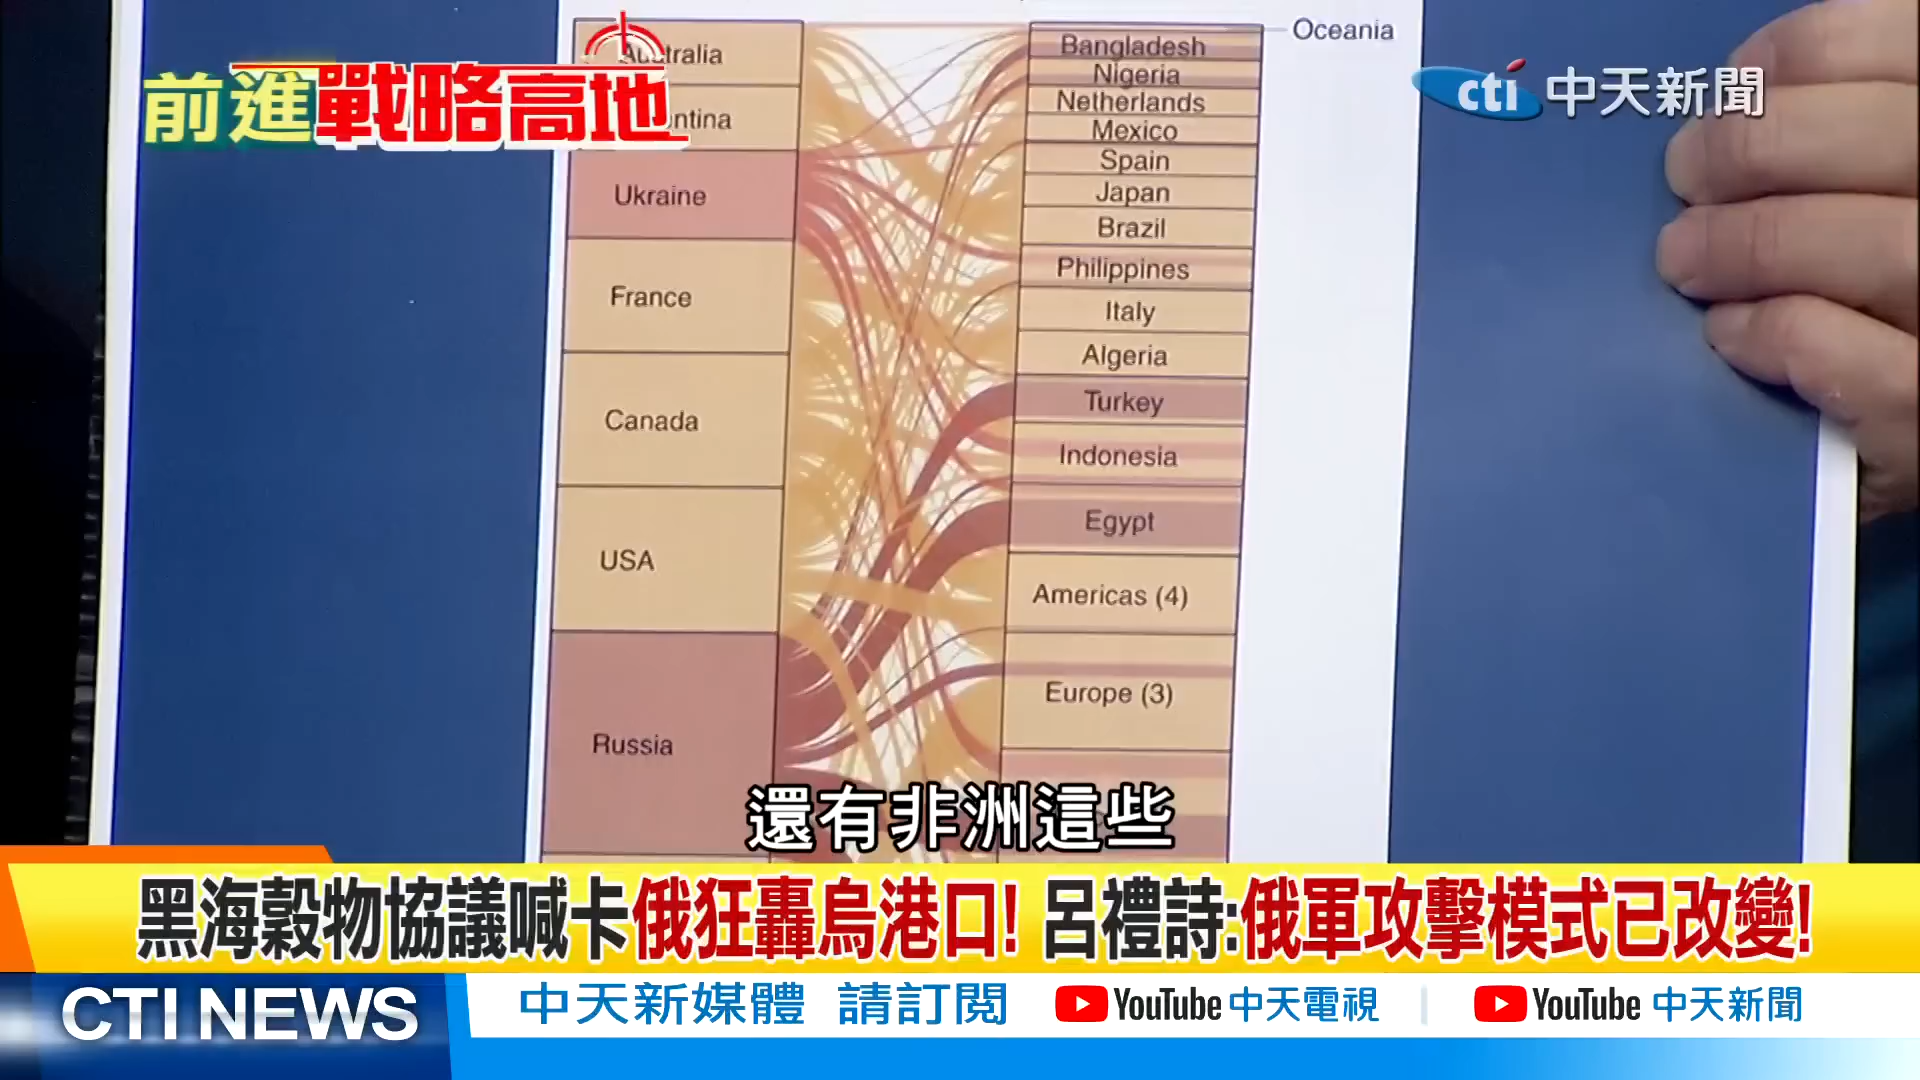 Oceania
Australia
Bangladesh
Nigeria
Netherlands
Mexico
Spain
Japan
Brazil
Philippines
Italy
Algeria
Turkey
Indonesia
Egypt
Americas (4)
Europe (3)
ntina
Ukraine
France
Canada
USA
Russia
前進戰略高地
cti 中天新聞
還有非洲這些
黑海穀物協議喊卡俄狂轟烏港口! 呂禮詩:俄軍攻擊模式已改變!
CTI NEWS
中天新媒體 請訂閱 YouTube 中天電視 YouTube 中天新聞